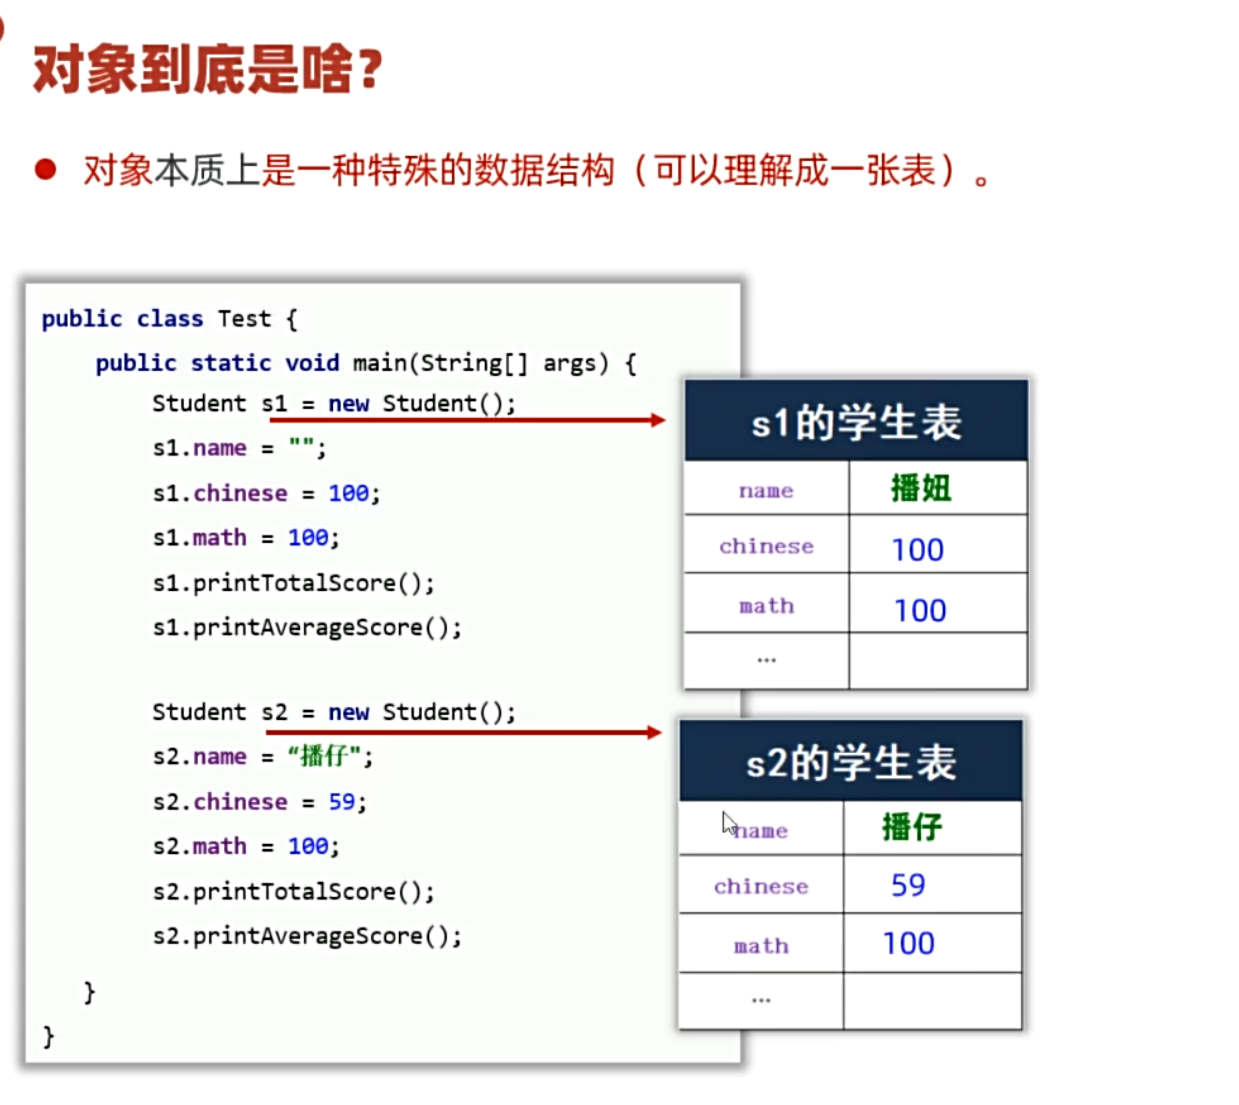 对象到底是啥？
● 对象本质上是一种特殊的数据结构（可以理解成一张表）。
public class Test {
public static void main(String[] args) {
Student s1 = new Student();
s1.name = "";
s1.chinese = 100;
s1.math = 100;
s1.printTotalScore();
s1.printAverageScore();
Student s2 = new Student();
s2.name = “播仔";
s2.chinese = 59;
s2.math = 100;
s2.printTotalScore();
s2.printAverageScore();
}
}
s1的学生表
name 播妞
chinese 100
math 100
...
s2的学生表
name 播仔
chinese 59
math 100
...